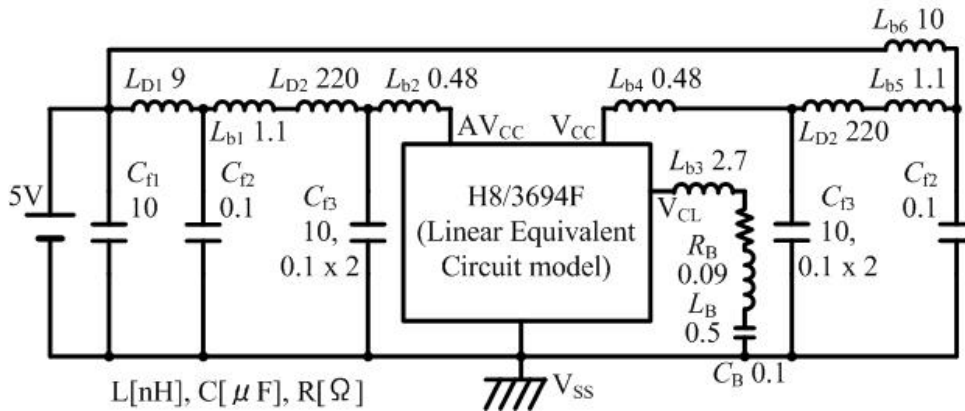 L_b6 10
L_D1 9
L_D2 220
L_b2 0.48
L_b4 0.48
L_b5 1.1
L_b1 1.1
AV_CC
V_CC
L_D2 220
5V
C_f1
10
C_f2
0.1
C_f3
10,
0.1 x 2
H8/3694F
(Linear Equivalent
Circuit model)
L_b3 2.7
V_CL
R_B
0.09
L_B
0.5
C_B 0.1
C_f3
10,
0.1 x 2
C_f2
0.1
L[nH], C[μF], R[Ω]
V_SS